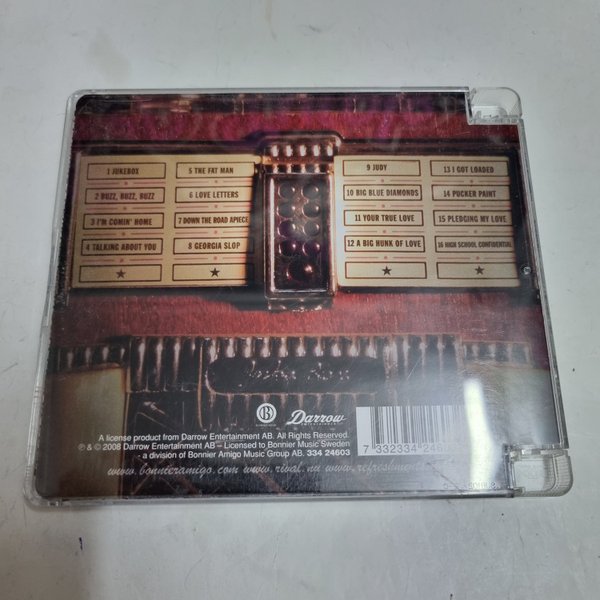 1 JUKEBOX
2 BUZZ, BUZZ, BUZZ
3 I'M COMIN' HOME
4 TALKING ABOUT YOU
5 THE FAT MAN
6 LOVE LETTERS
7 DOWN THE ROAD APIECE
8 GEORGIA SLOP
9 JUDY
10 BIG BLUE DIAMONDS
11 YOUR TRUE LOVE
12 A BIG HUNK OF LOVE
13 I GOT LOADED
14 PUCKER PAINT
15 PLEDGING MY LOVE
16 HIGH SCHOOL CONFIDENTIAL
Darrow
ENTERTAINMENT
A license product from Darrow Entertainment AB. All Rights Reserved.
℗ & © 2008 Darrow Entertainment AB – Licensed to Bonnier Music Sweden
- a division of Bonnier Amigo Music Group AB. 334 24603
7 332334 246
www.bonnieramigo.com www.rival.nu www.refreshment